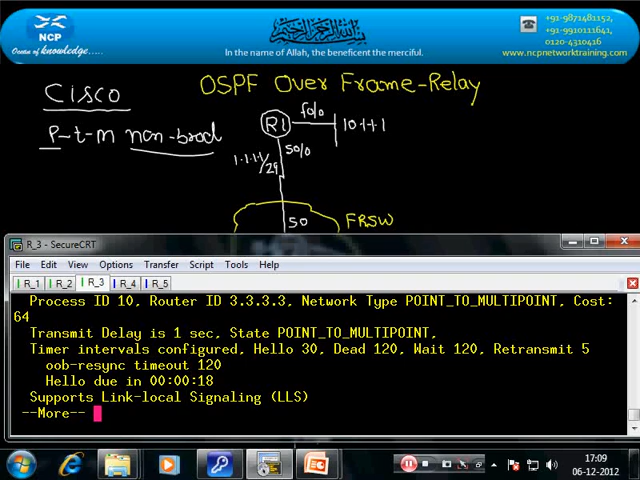 NCP
Ocean of knowledge.....
بسم الله الرحمن الرحيم
In the name of Allah, the beneficent the merciful.
+91-9871481152,
+91-9910111641,
0120-4310416
www.ncpnetworktraining.com
OSPF Over Frame-Relay
Cisco
P-t-m non-broad
R1
f0/0
10.1.1.1
S0/0
1.1.1.1/29
S0
FRSW
R_3 - SecureCRT
File Edit View Options Transfer Script Tools Help
R_1 R_2 R_3 R_4 R_5
Process ID 10, Router ID 3.3.3.3, Network Type POINT_TO_MULTIPOINT, Cost:
64
Transmit Delay is 1 sec, State POINT_TO_MULTIPOINT,
Timer intervals configured, Hello 30, Dead 120, Wait 120, Retransmit 5
oob-resync timeout 120
Hello due in 00:00:18
Supports Link-local Signaling (LLS)
--More--
17:09
06-12-2012